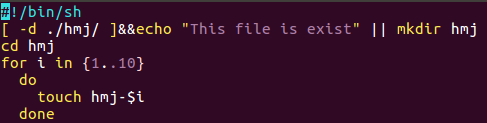 #!/bin/sh
[ -d ./hmj/ ]&&echo "This file is exist" || mkdir hmj
cd hmj
for i in {1..10}
  do
    touch hmj-$i
  done